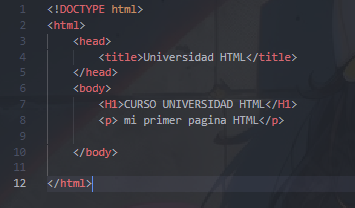 1 <!DOCTYPE html>
2 <html>
3     <head>
4         <title>Universidad HTML</title>
5     </head>
6     <body>
7         <H1>CURSO UNIVERSIDAD HTML</H1>
8         <p> mi primer pagina HTML</p>
9
10     </body>
11
12 </html>